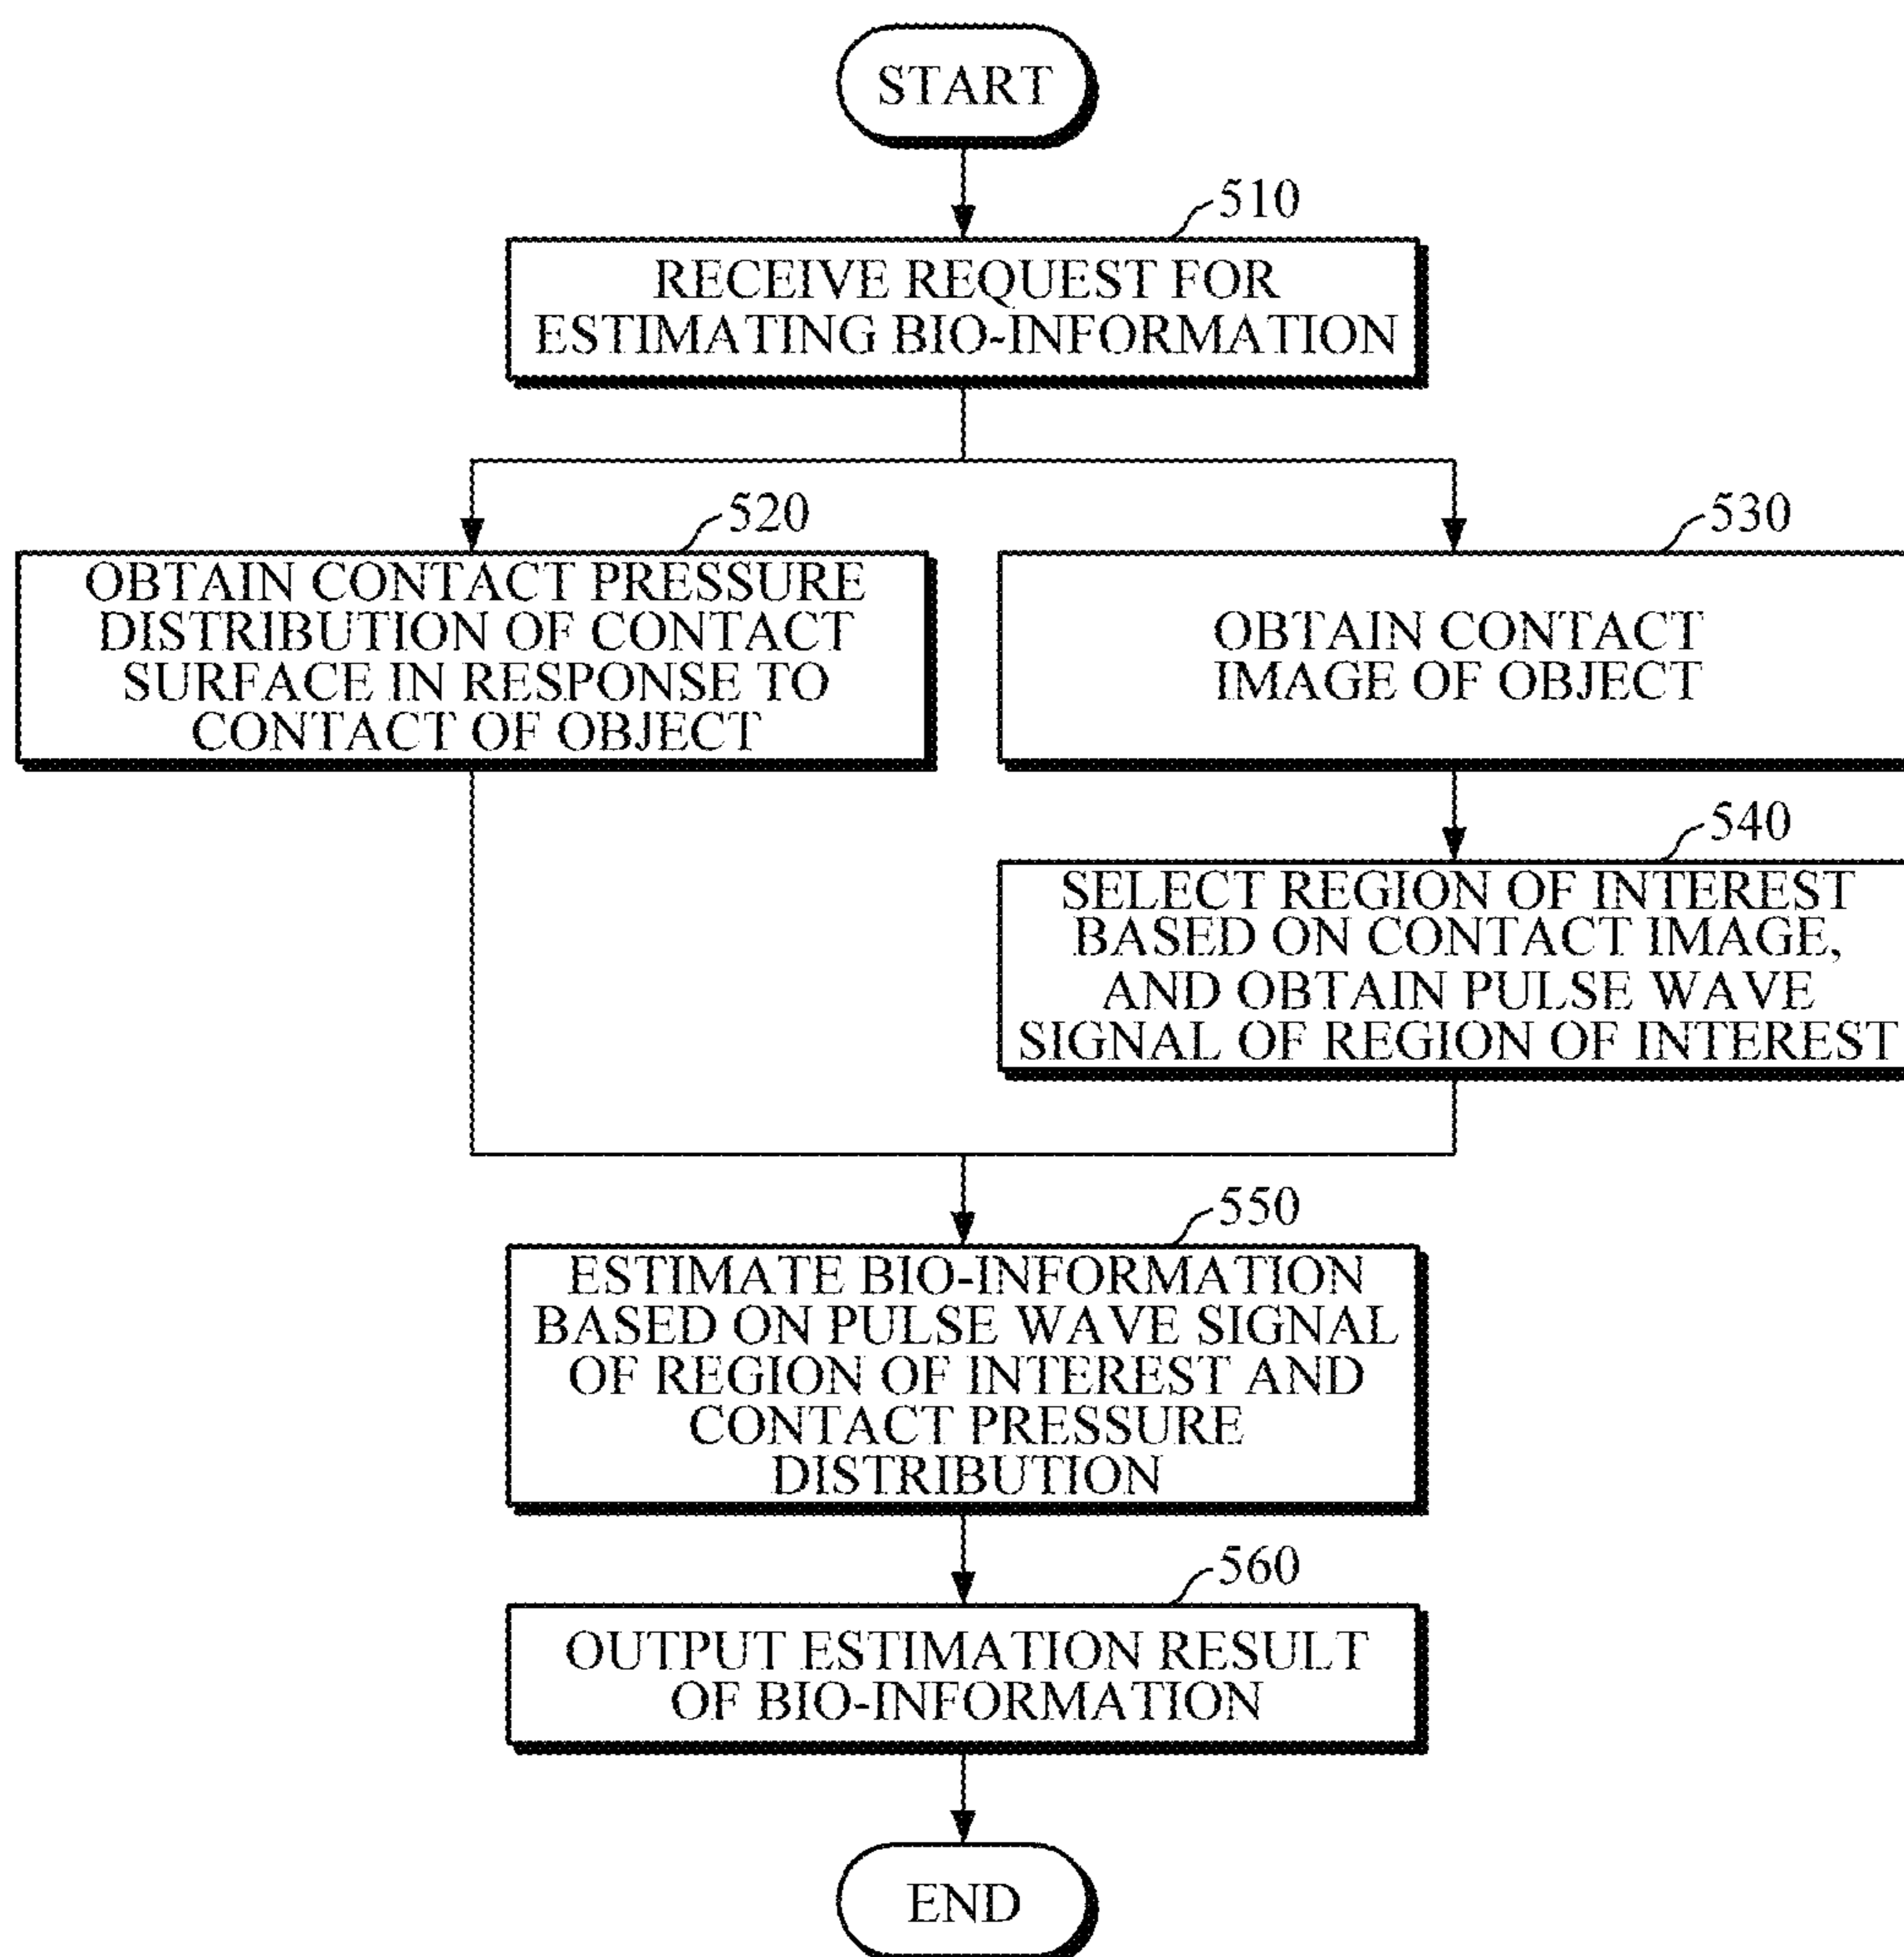 START
510
RECEIVE REQUEST FOR
ESTIMATING BIO-INFORMATION
520
OBTAIN CONTACT PRESSURE
DISTRIBUTION OF CONTACT
SURFACE IN RESPONSE TO
CONTACT OF OBJECT
530
OBTAIN CONTACT
IMAGE OF OBJECT
540
SELECT REGION OF INTEREST
BASED ON CONTACT IMAGE,
AND OBTAIN PULSE WAVE
SIGNAL OF REGION OF INTEREST
550
ESTIMATE BIO-INFORMATION
BASED ON PULSE WAVE SIGNAL
OF REGION OF INTEREST AND
CONTACT PRESSURE
DISTRIBUTION
560
OUTPUT ESTIMATION RESULT
OF BIO-INFORMATION
END